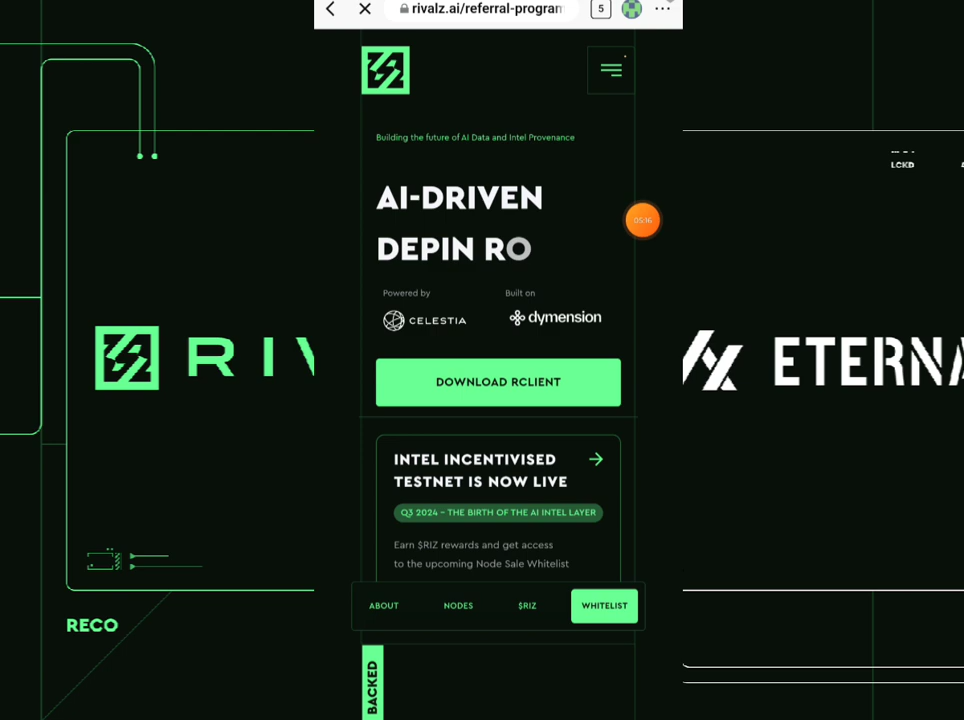 rivalz.ai/referral-program
5
Building the future of AI Data and Intel Provenance
LCKD
AI-DRIVEN
05:16
DEPIN RO
Powered by
Built on
CELESTIA
dymension
RIV
ETERNA
DOWNLOAD RCLIENT
INTEL INCENTIVISED
TESTNET IS NOW LIVE
Q3 2024 - THE BIRTH OF THE AI INTEL LAYER
Earn $RIZ rewards and get access
to the upcoming Node Sale Whitelist
ABOUT
NODES
$RIZ
WHITELIST
RECO
BACKED